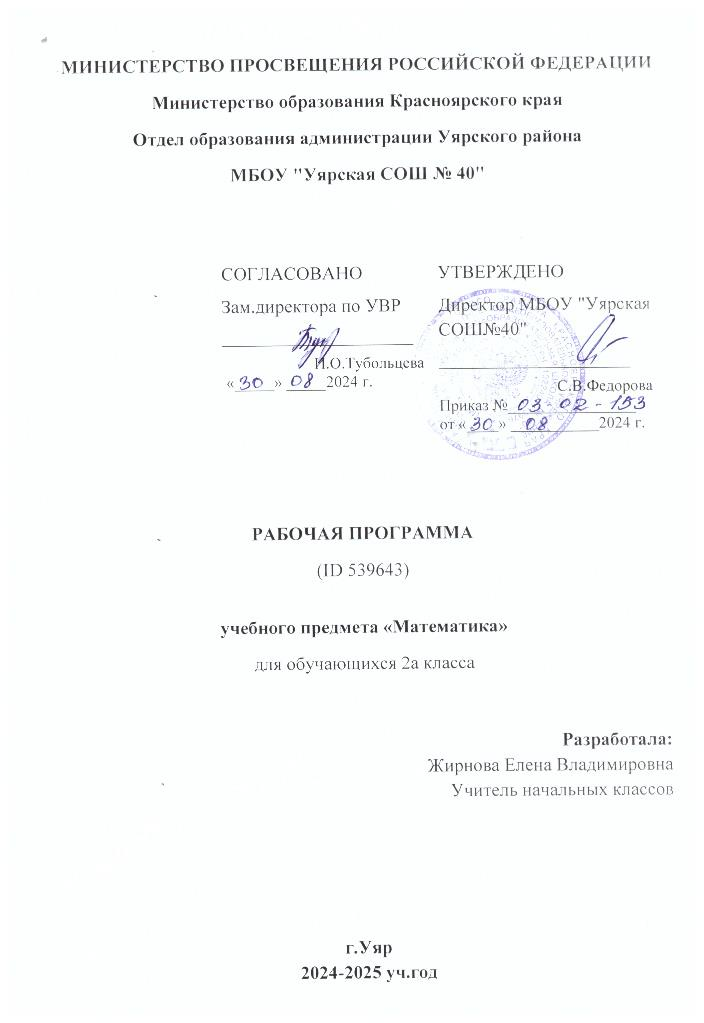 МИНИСТЕРСТВО ПРОСВЕЩЕНИЯ РОССИЙСКОЙ ФЕДЕРАЦИИ
Министерство образования Красноярского края
Отдел образования администрации Уярского района
МБОУ "Уярская СОШ № 40"
СОГЛАСОВАНО
Зам.директора по УВР
И.О.Тубольцева
«30» 08 2024 г.
УТВЕРЖДЕНО
Директор МБОУ "Уярская
СОШ№40"
С.В.Федорова
Приказ № 03-02-153
от «30» 08 2024 г.
РАБОЧАЯ ПРОГРАММА
(ID 539643)
учебного предмета «Математика»
для обучающихся 2а класса
Разработала:
Жирнова Елена Владимировна
Учитель начальных классов
г.Уяр
2024-2025 уч.год